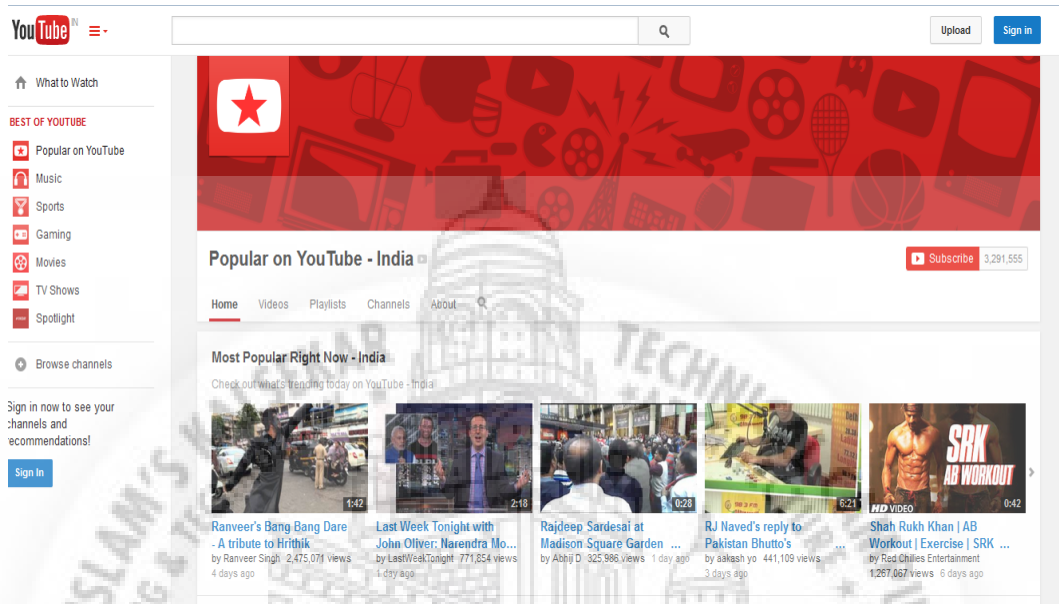 YouTube IN
Upload
Sign in
What to Watch
BEST OF YOUTUBE
Popular on YouTube
Music
Sports
Gaming
Movies
TV Shows
Spotlight
Browse channels
Sign in now to see your
channels and
recommendations!
Sign In
Popular on YouTube - India
Subscribe 3,291,555
Home Videos Playlists Channels About
Most Popular Right Now - India
Check out what's trending today on YouTube - India
1:42
2:18
0:28
6:21
SRK
AB WORKOUT
HD VIDEO
0:42
Ranveer's Bang Bang Dare
- A tribute to Hrithik
by Ranveer Singh 2,475,071 views
4 days ago
Last Week Tonight with
John Oliver: Narendra Mo...
by LastWeekTonight 771,654 views
1 day ago
Rajdeep Sardesai at
Madison Square Garden ...
by Abhij D 325,986 views 1 day ago
RJ Naved's reply to
Pakistan Bhutto's ...
by aakash yo 441,109 views
3 days ago
Shah Rukh Khan | AB
Workout | Exercise | SRK ...
by Red Chillies Entertainment
1,267,067 views 6 days ago